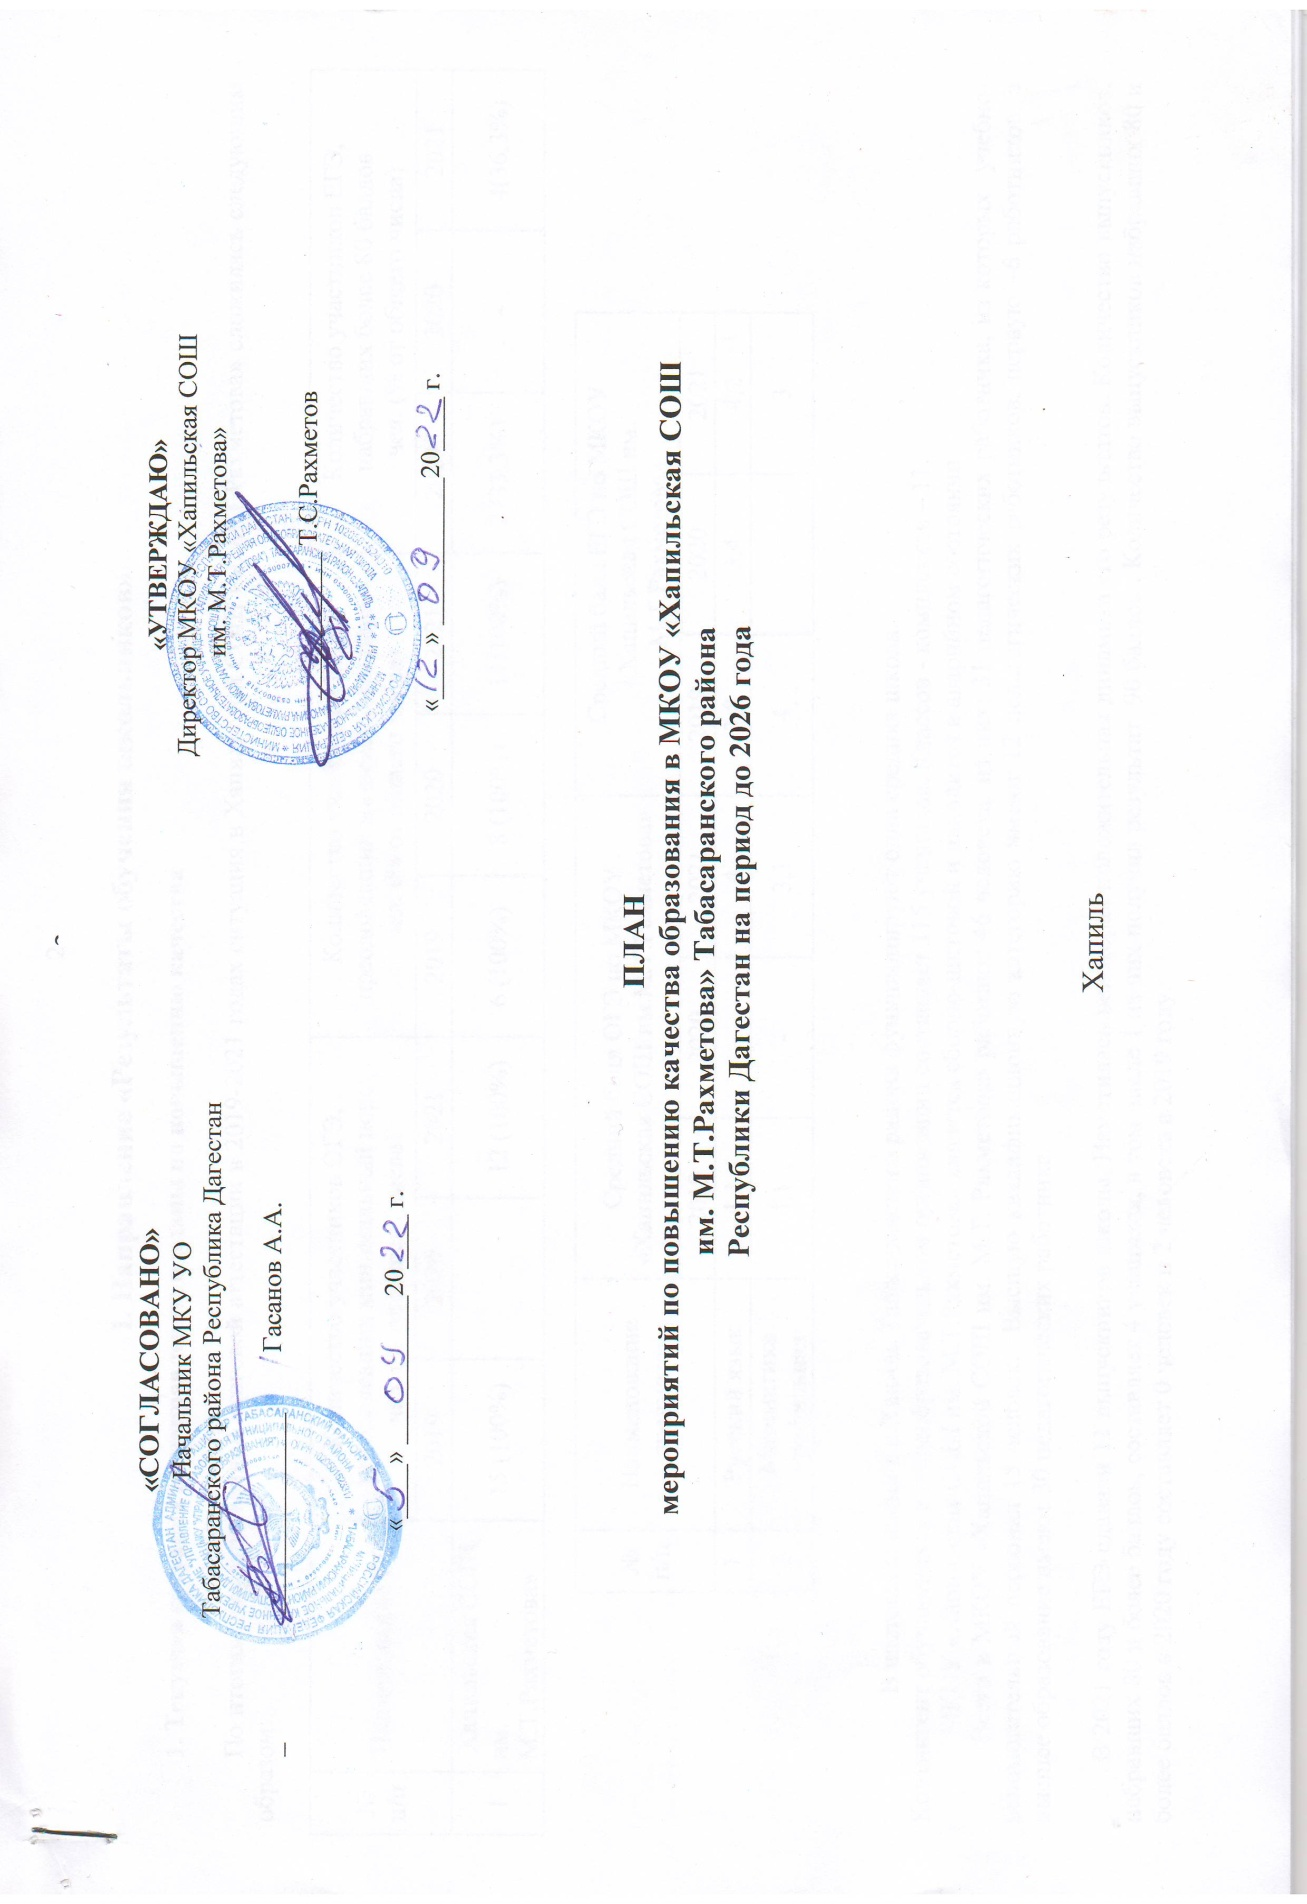 «СОГЛАСОВАНО»
Начальник МКУ УО
Табасаранского района Республика Дагестан
Гасанов А.А.
«5» 09 2022 г.
«УТВЕРЖДАЮ»
Директор МКОУ «Хапильская СОШ
им. М.Т.Рахметова»
Т.С.Рахметов
«12» 09 2022 г.
ПЛАН
мероприятий по повышению качества образования в МКОУ «Хапильская СОШ
им. М.Т.Рахметова» Табасаранского района
Республики Дагестан на период до 2026 года
Хапиль